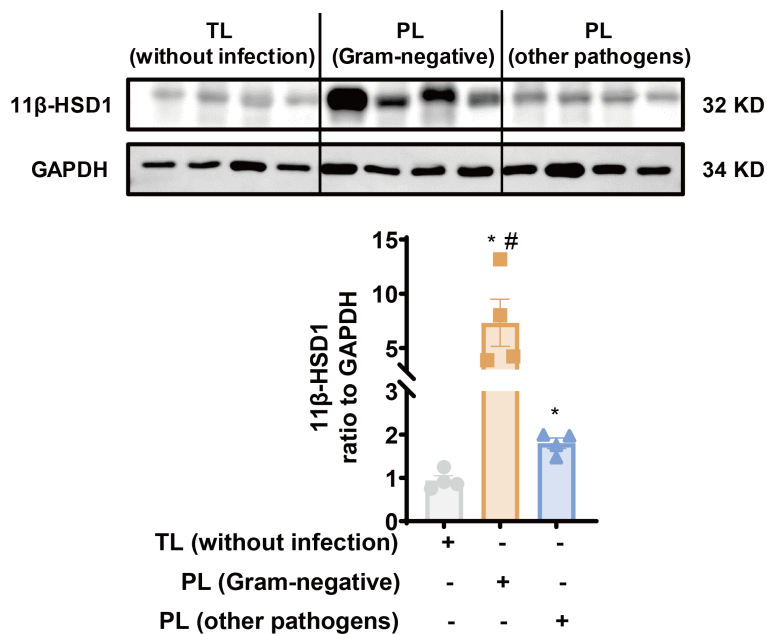 TL PL PL
(without infection) (Gram-negative) (other pathogens)
11β-HSD1 32 KD
GAPDH 34 KD
* #
*
15
10
5
3
2
1
0
11β-HSD1
ratio to GAPDH
TL (without infection) + - -
PL (Gram-negative) - + -
PL (other pathogens) - - +